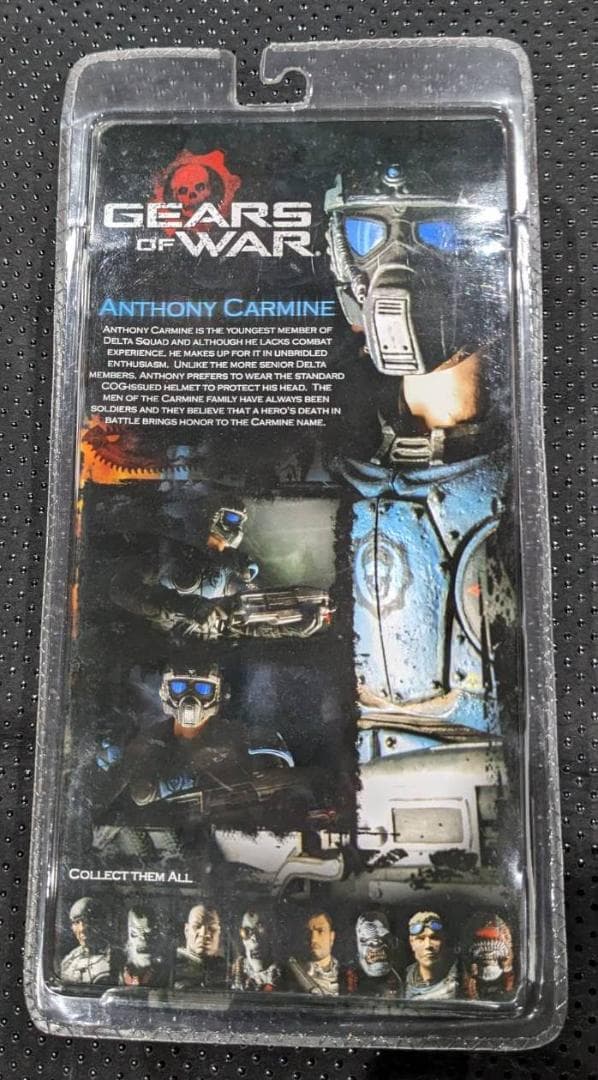 GEARS
OF WAR®
ANTHONY CARMINE
ANTHONY CARMINE IS THE YOUNGEST MEMBER OF
DELTA SQUAD AND ALTHOUGH HE LACKS COMBAT
EXPERIENCE, HE MAKES UP FOR IT IN UNBRIDLED
ENTHUSIASM. UNLIKE THE MORE SENIOR DELTA
MEMBERS, ANTHONY PREFERS TO WEAR THE STANDARD
COG-ISSUED HELMET TO PROTECT HIS HEAD. THE
MEN OF THE CARMINE FAMILY HAVE ALWAYS BEEN
SOLDIERS AND THEY BELIEVE THAT A HERO'S DEATH IN
BATTLE BRINGS HONOR TO THE CARMINE NAME.
COLLECT THEM ALL